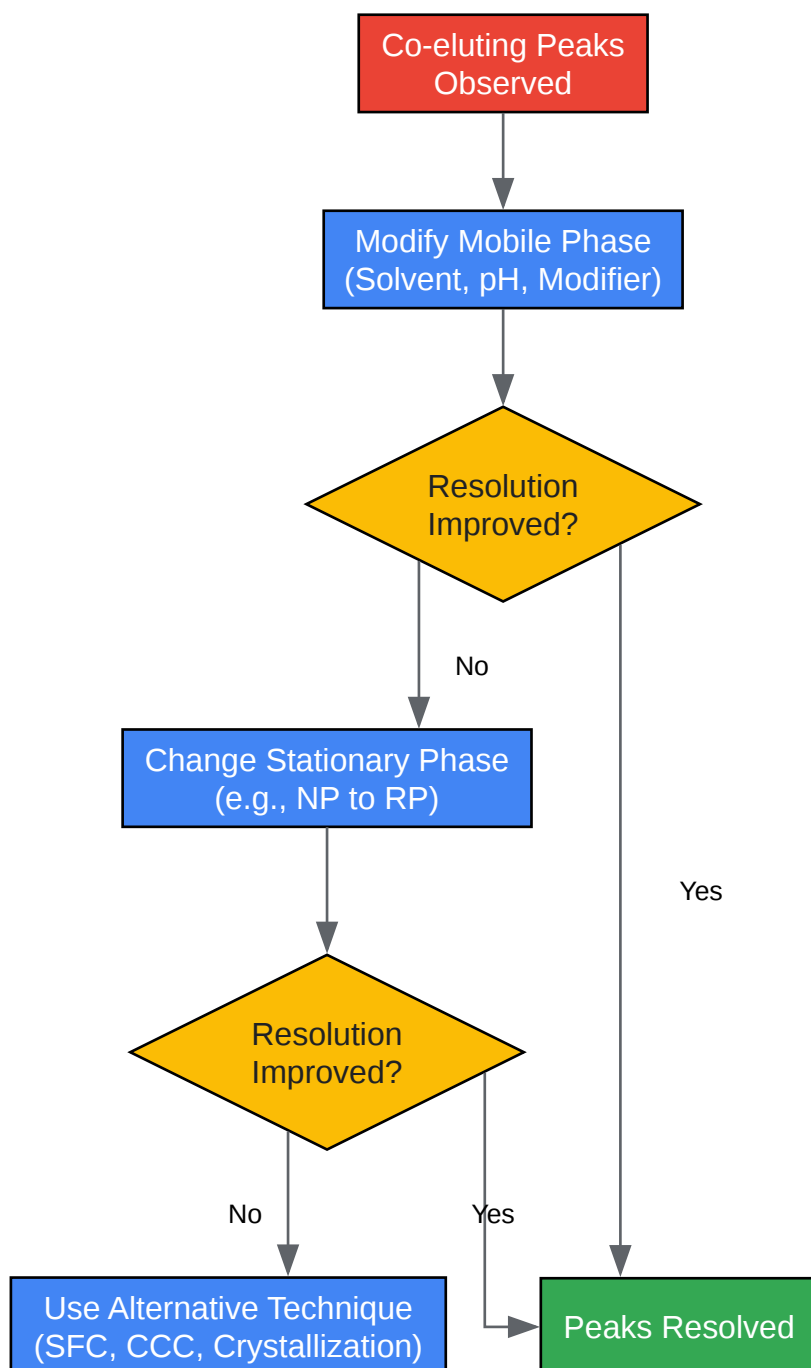 Co-eluting Peaks
Observed
Modify Mobile Phase
(Solvent, pH, Modifier)
Resolution
Improved?
No
Change Stationary Phase
(e.g., NP to RP)
Yes
Resolution
Improved?
No
Yes
Use Alternative Technique
(SFC, CCC, Crystallization)
Peaks Resolved